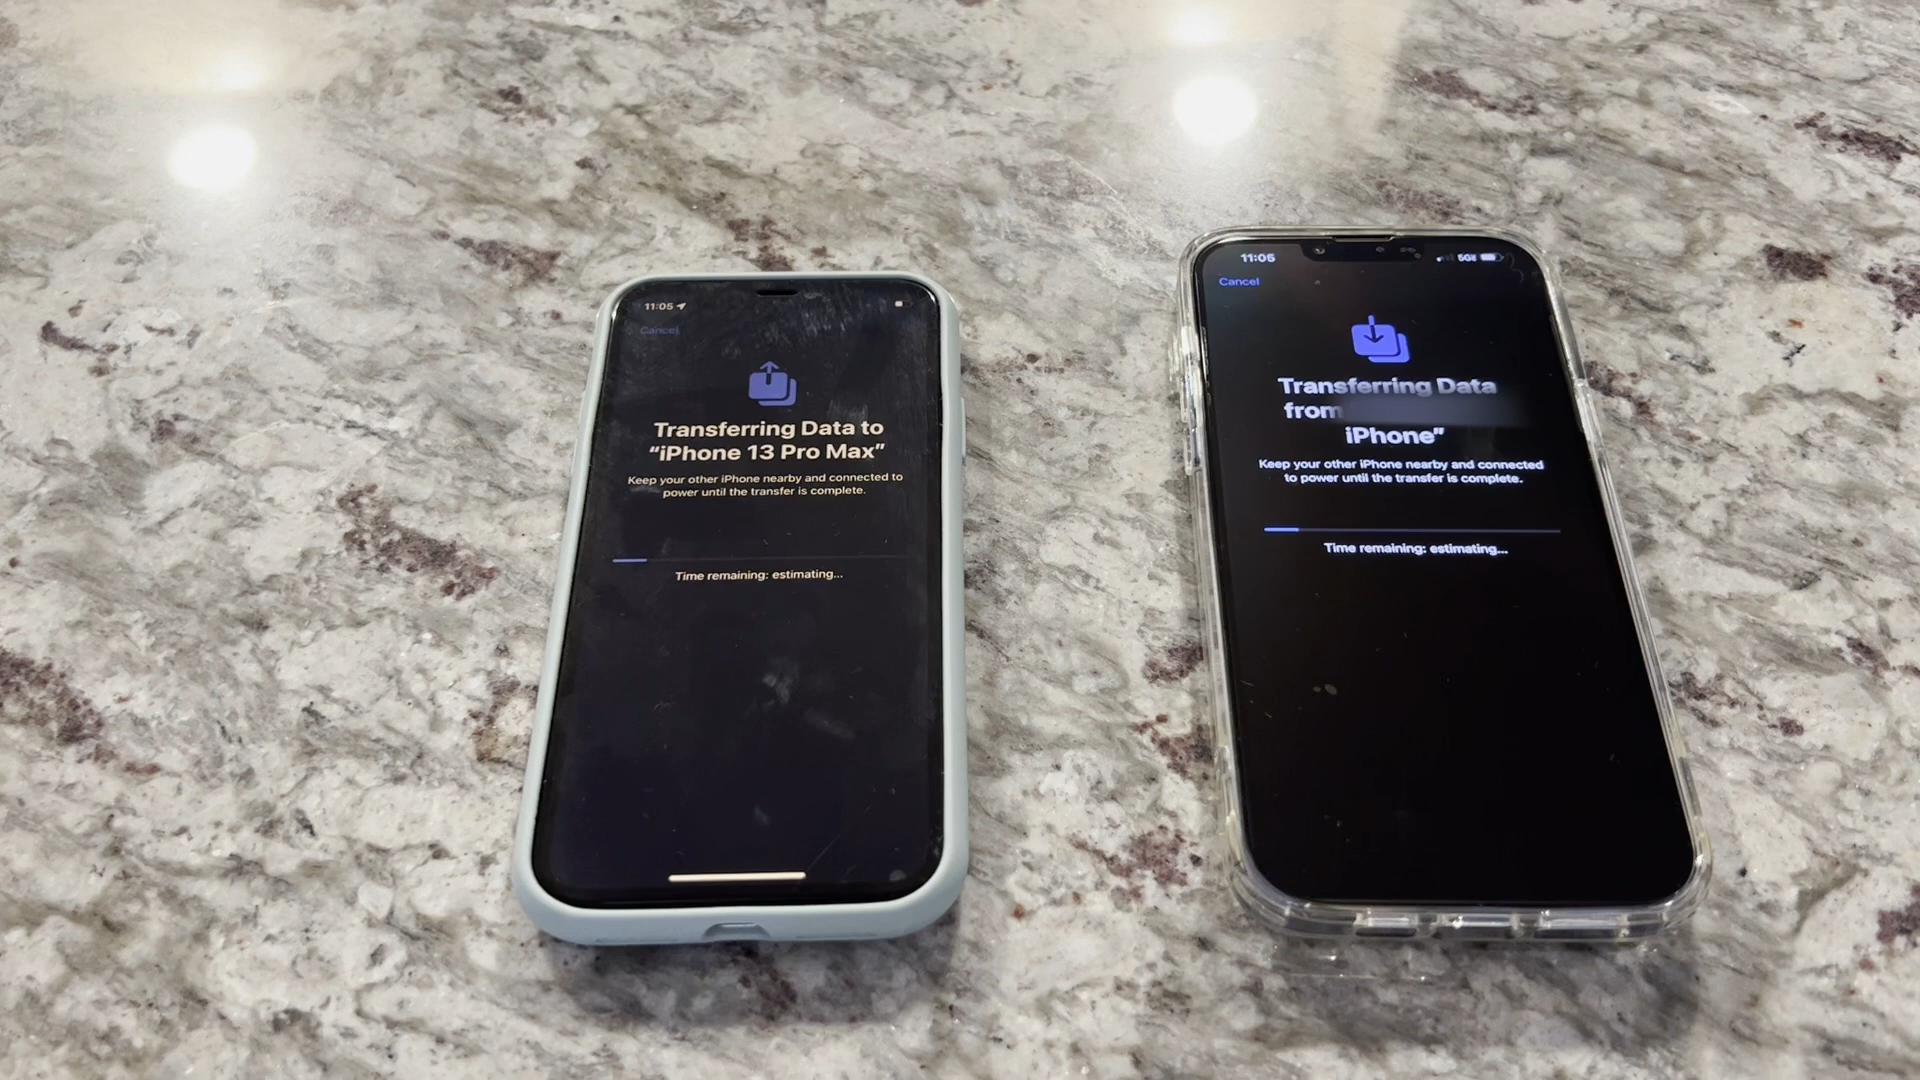 11:05
Cancel
Transferring Data to
“iPhone 13 Pro Max”
Keep your other iPhone nearby and connected to
power until the transfer is complete.
Time remaining: estimating...
11:05
Cancel
Transferring Data
from
iPhone”
Keep your other iPhone nearby and connected
to power until the transfer is complete.
Time remaining: estimating...